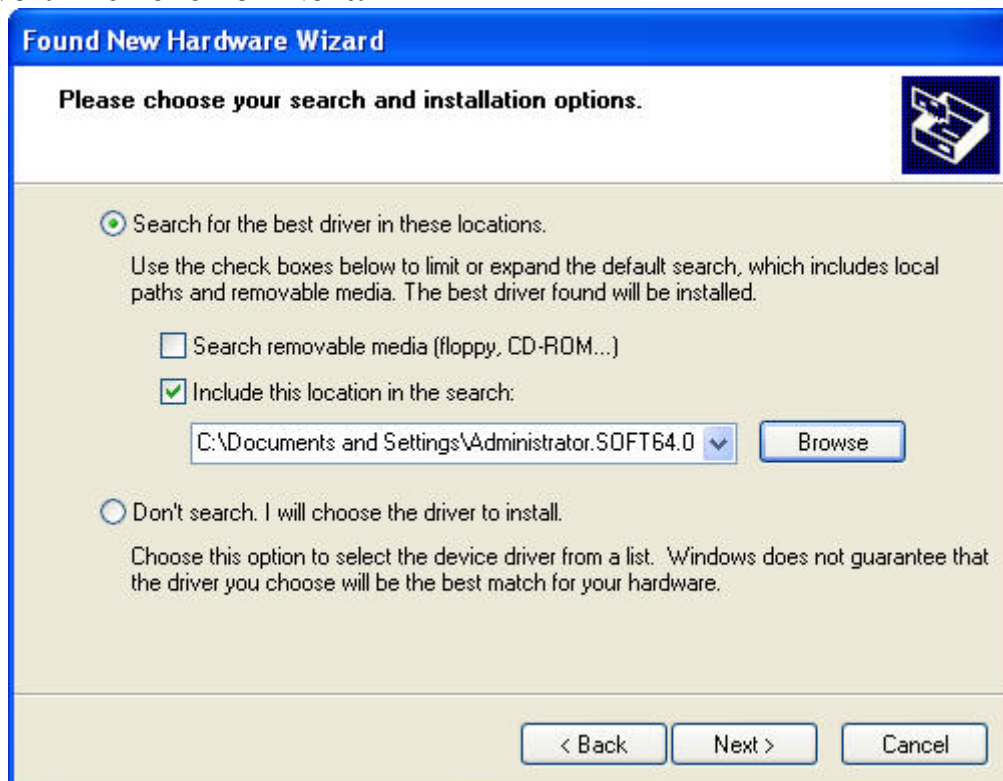 Found New Hardware Wizard
Please choose your search and installation options.
Search for the best driver in these locations.
Use the check boxes below to limit or expand the default search, which includes local
paths and removable media. The best driver found will be installed.
Search removable media (floppy, CD-ROM...)
Include this location in the search:
C:\Documents and Settings\Administrator.SOFT64.0
Browse
Don't search. I will choose the driver to install.
Choose this option to select the device driver from a list. Windows does not guarantee that
the driver you choose will be the best match for your hardware.
< Back
Next >
Cancel